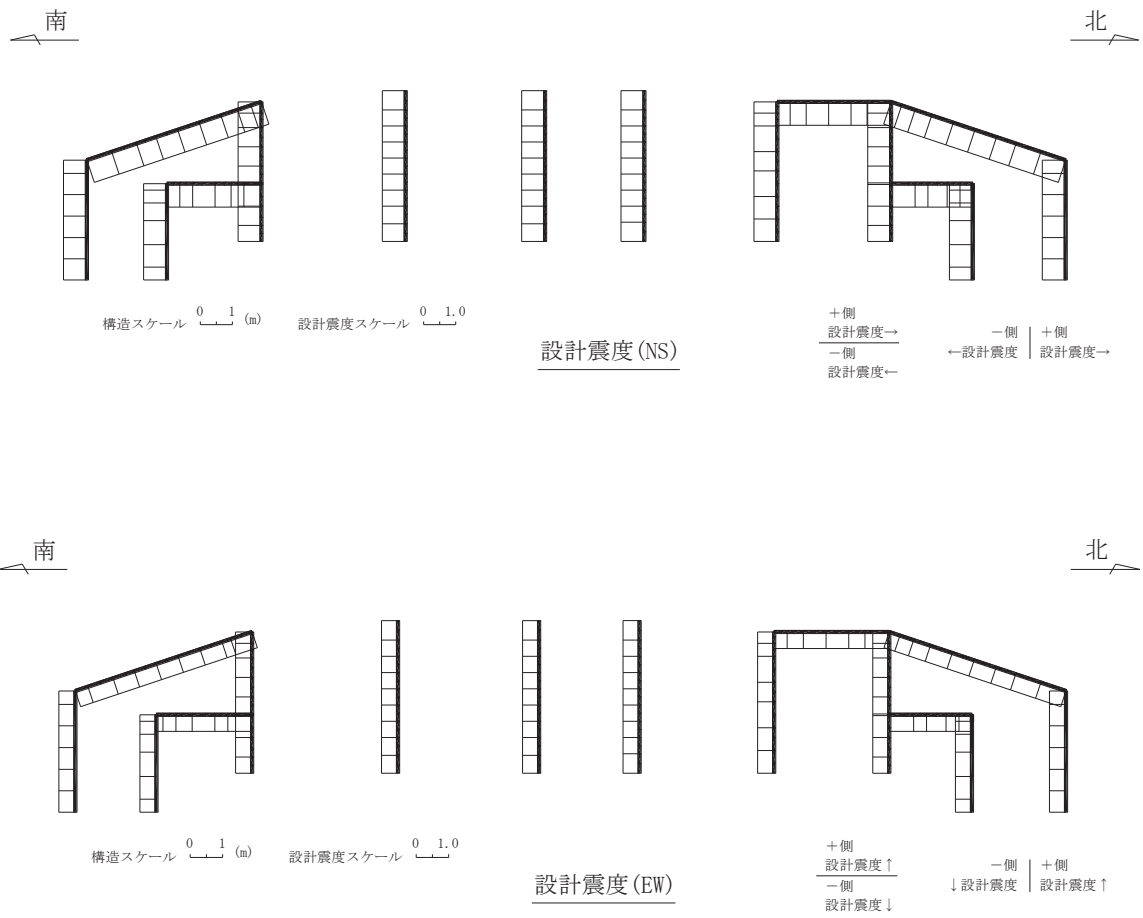 南
北
構造スケール 0 1 (m)
設計震度スケール 0 1.0
設計震度(NS)
+側
設計震度→
-側
設計震度←
-側 | +側
←設計震度 | 設計震度→
南
北
構造スケール 0 1 (m)
設計震度スケール 0 1.0
設計震度(EW)
+側
設計震度↑
-側
設計震度↓
-側 | +側
↓設計震度 | 設計震度↑